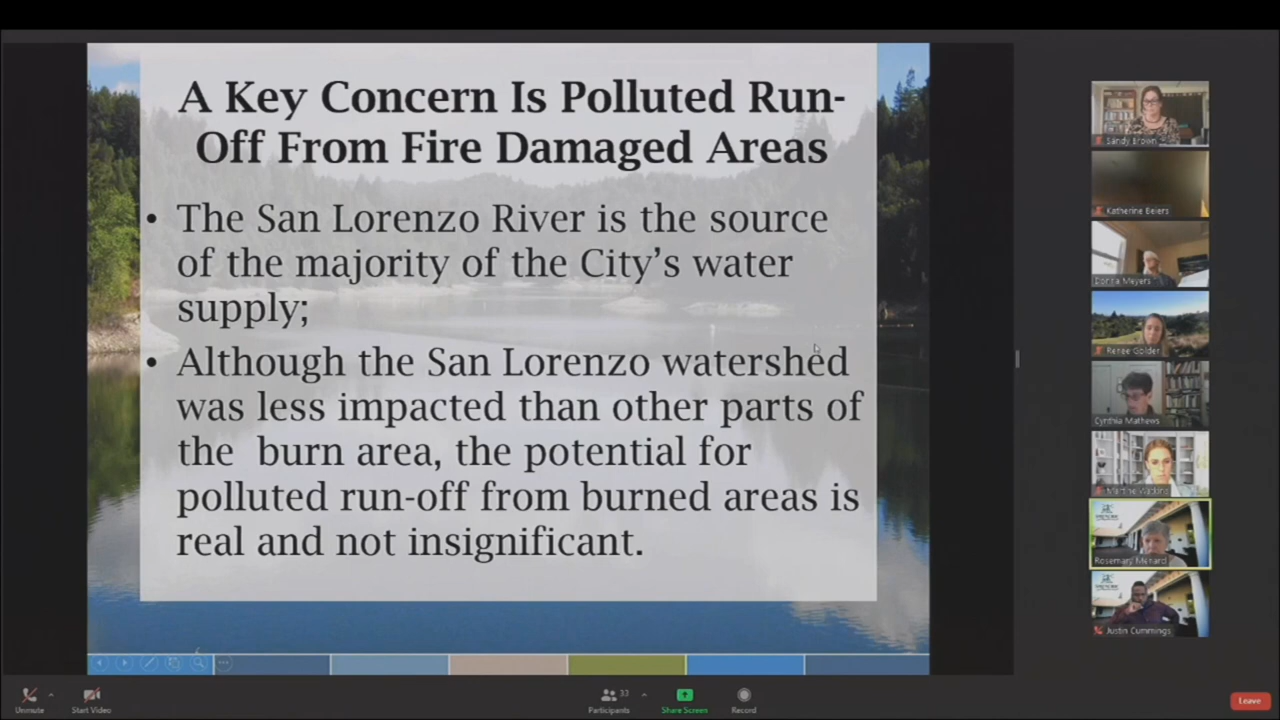 A Key Concern Is Polluted Run-
Off From Fire Damaged Areas
• The San Lorenzo River is the source
of the majority of the City's water
supply;
• Although the San Lorenzo watershed
was less impacted than other parts of
the  burn area, the potential for
polluted run-off from burned areas is
real and not insignificant.
Sandy Brown
Katherine Beiers
Donna Meyers
Renee Golder
Cynthia Mathews
Martine Watkins
Rosemary Menard
Justin Cummings
Unmute
Start Video
33
Participants
Share Screen
Record
Leave